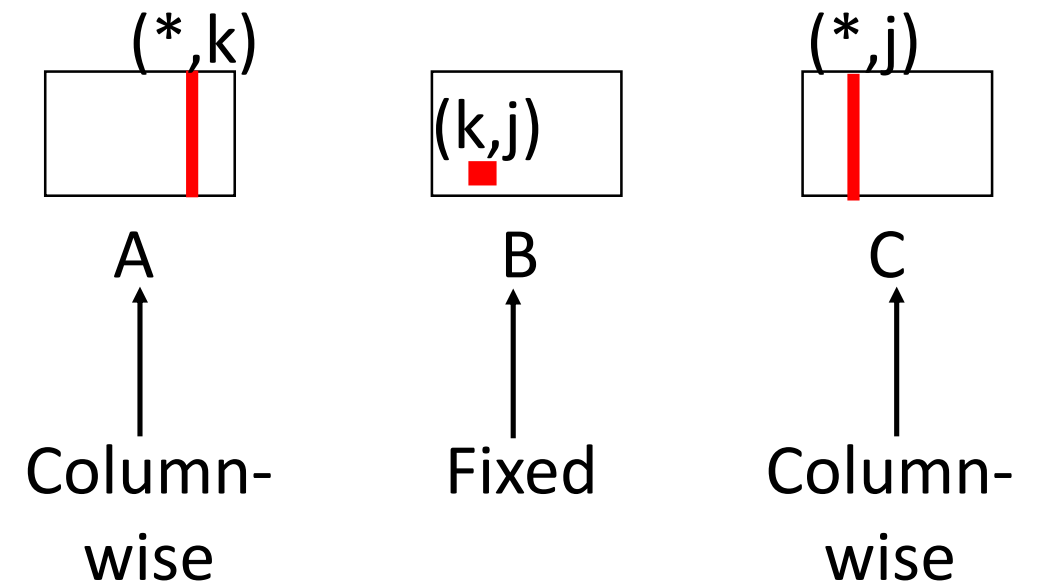 (*,k)
(k,j)
(*,j)
A
B
C
Column-
wise
Fixed
Column-
wise